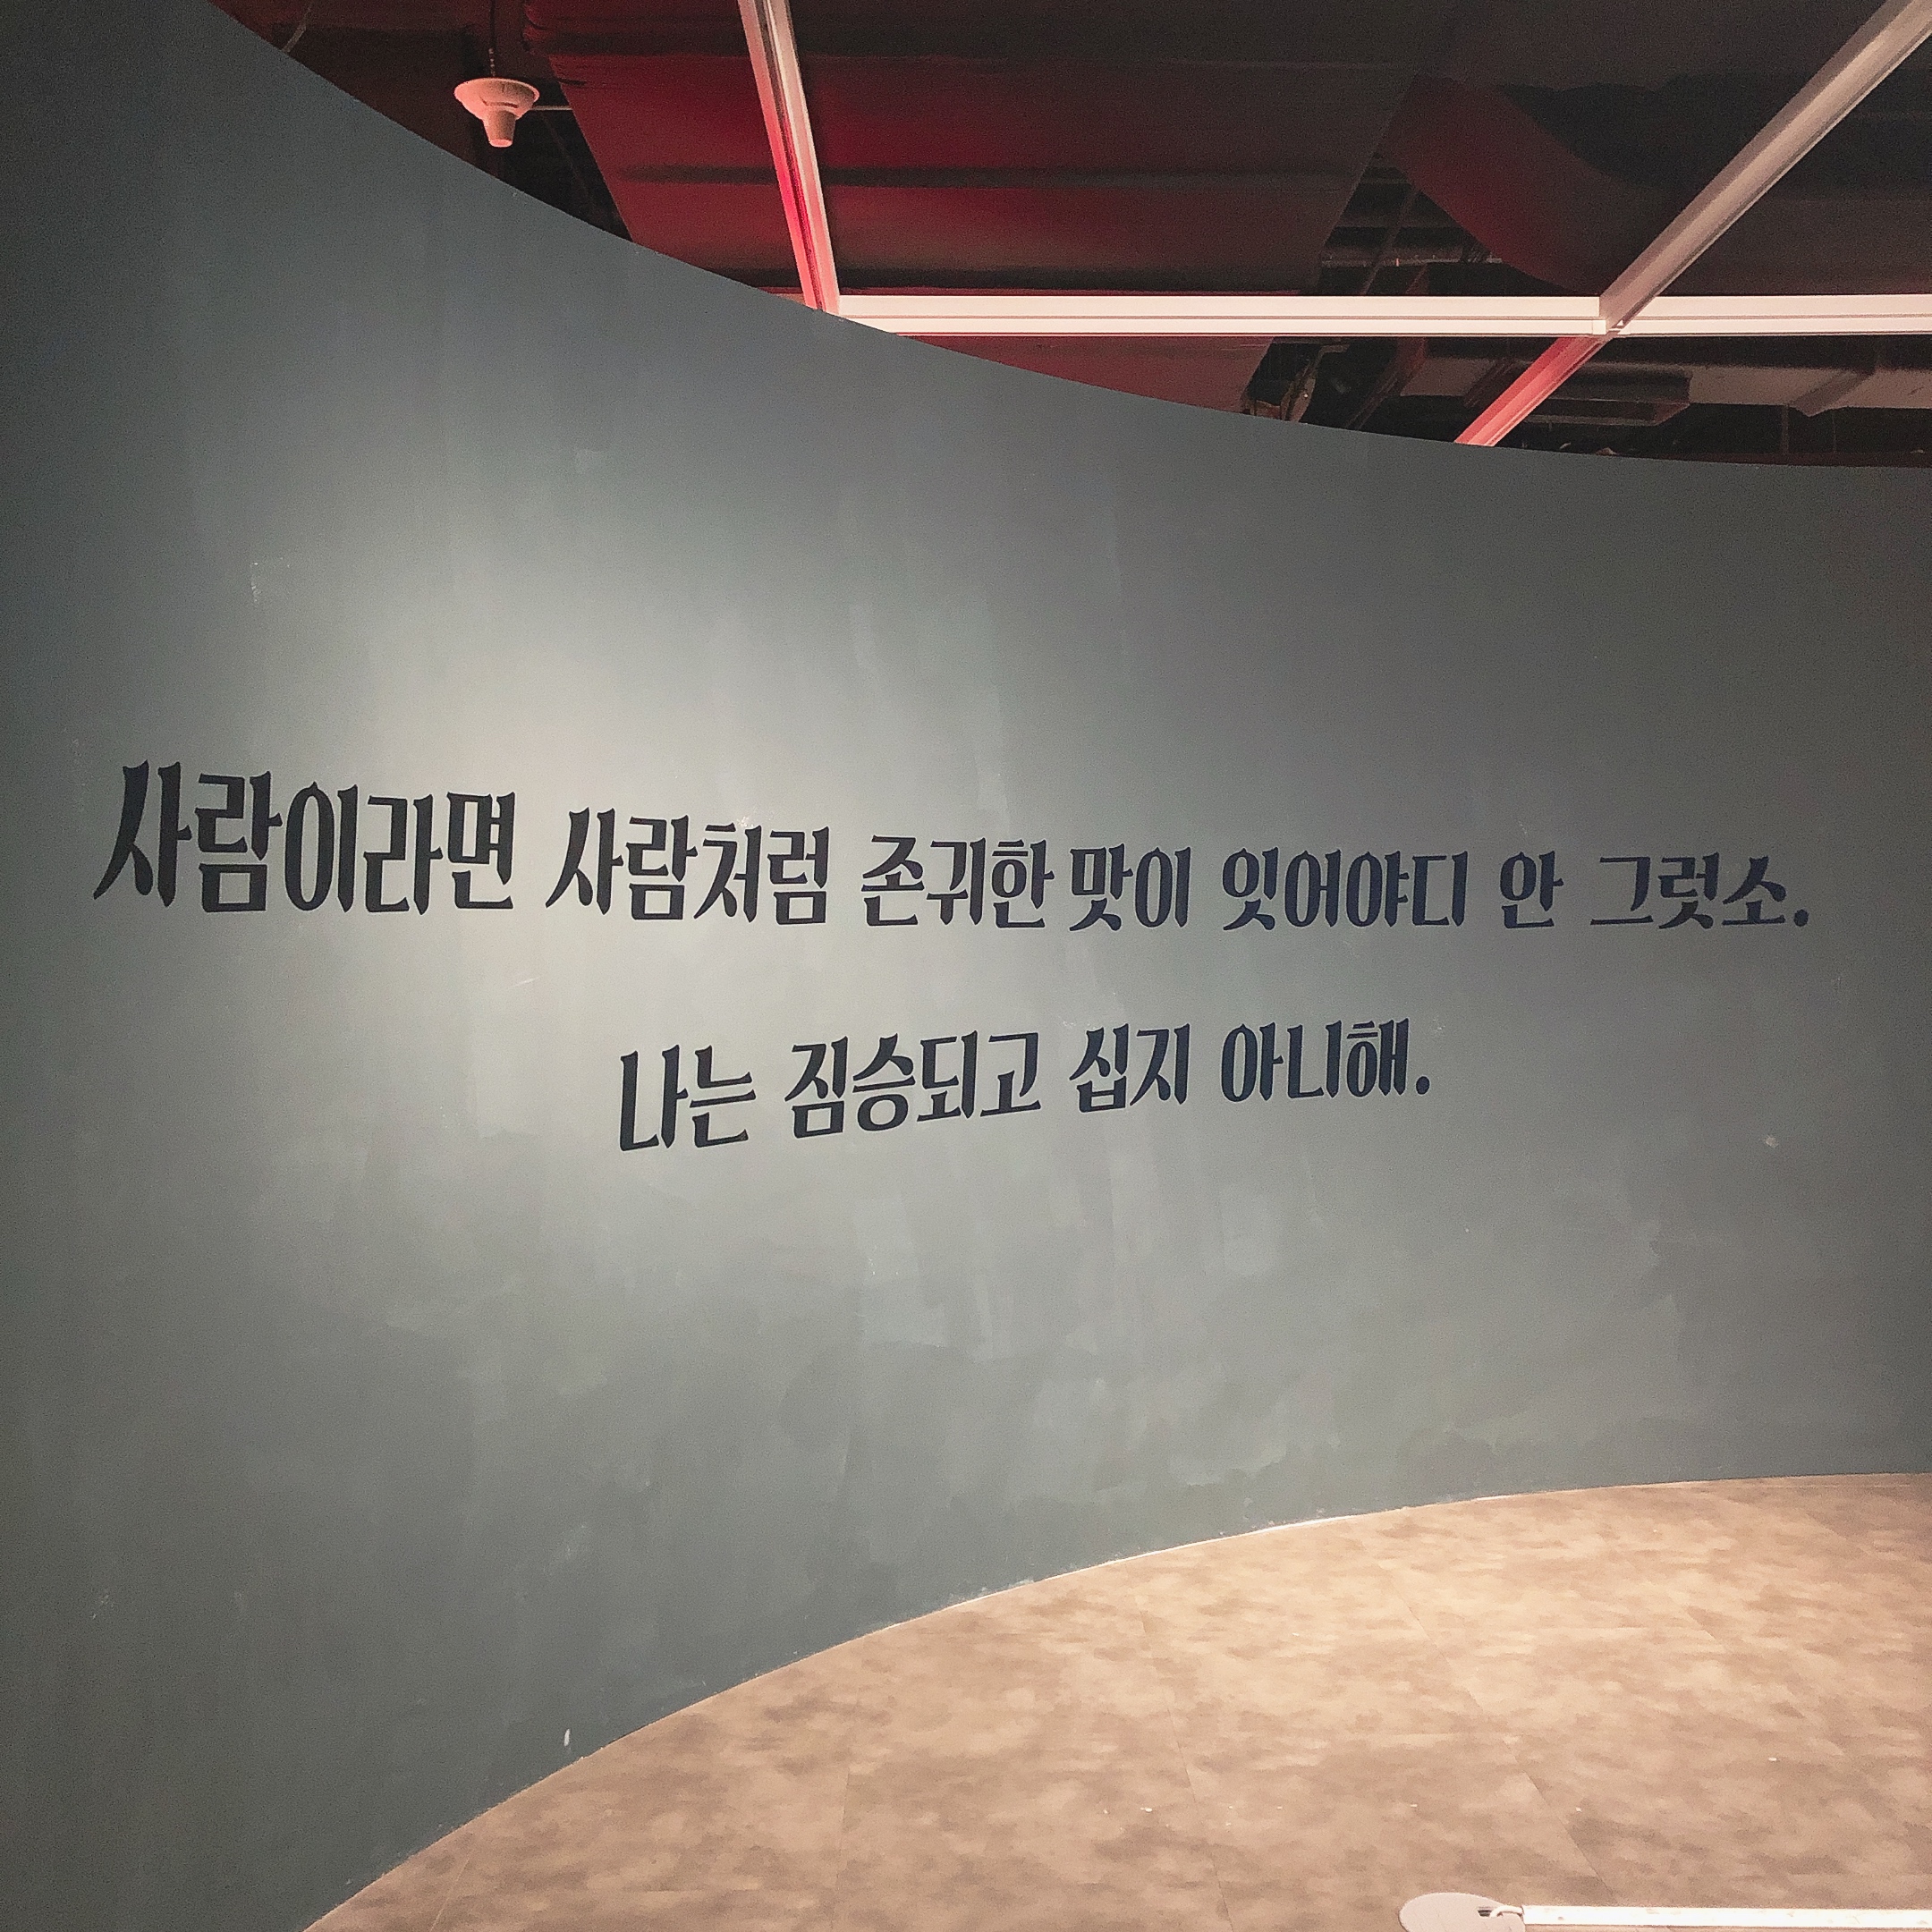 사람이라면 사람처럼 존귀한 맛이 잇어야디 안 그럿소.
나는 짐승되고 십지 아니해.